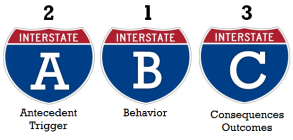 2 1 3
INTERSTATE INTERSTATE INTERSTATE
A B C
Antecedent Behavior Consequences
Trigger Outcomes